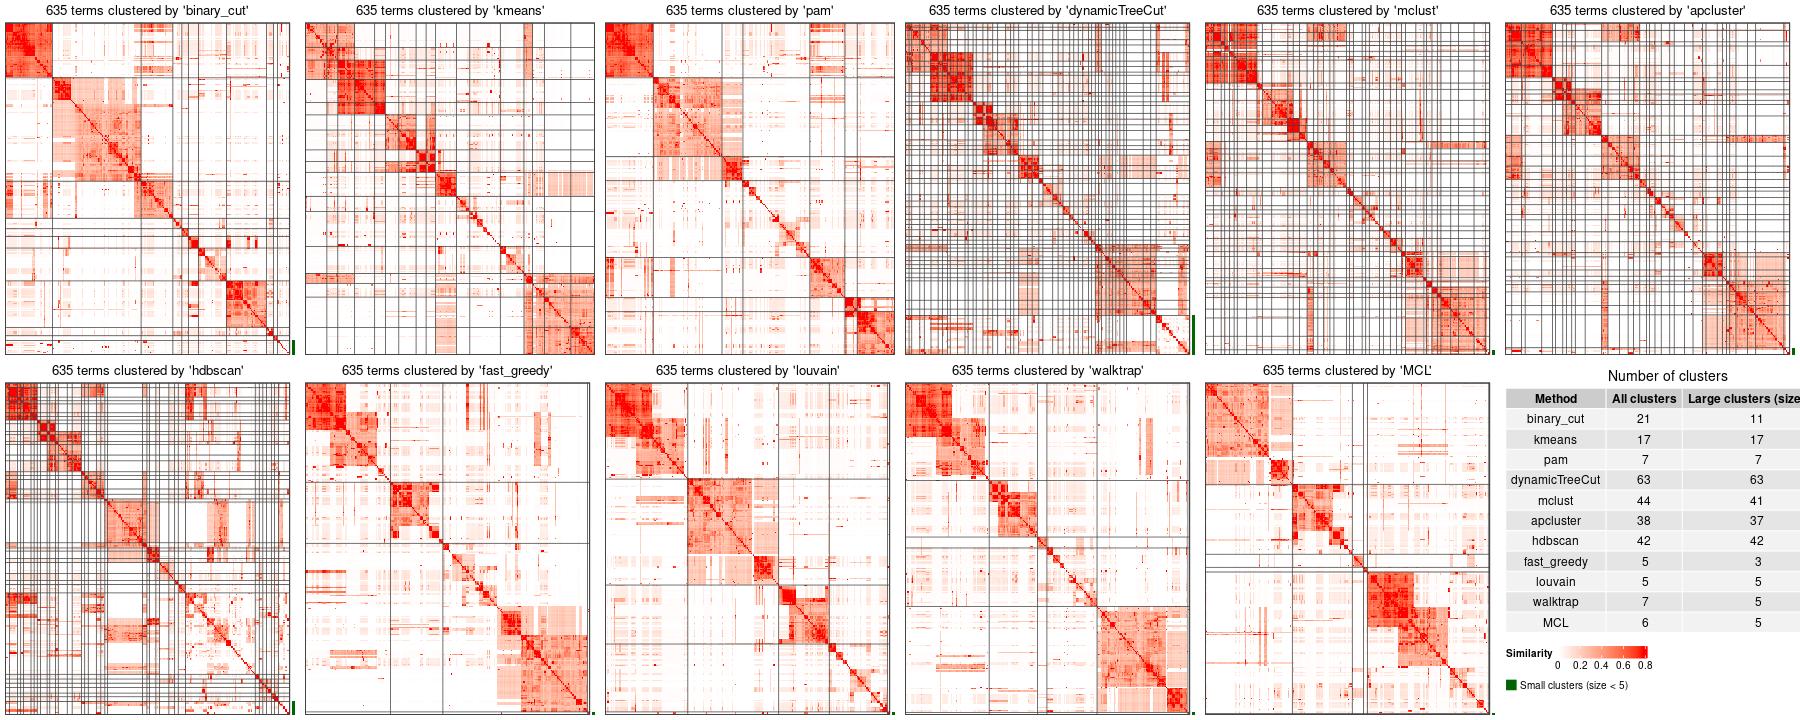 635 terms clustered by 'binary_cut'
635 terms clustered by 'kmeans'
635 terms clustered by 'pam'
635 terms clustered by 'dynamicTreeCut'
635 terms clustered by 'mclust'
635 terms clustered by 'apcluster'
635 terms clustered by 'hdbscan'
635 terms clustered by 'fast_greedy'
635 terms clustered by 'louvain'
635 terms clustered by 'walktrap'
635 terms clustered by 'MCL'
Number of clusters
Method All clusters Large clusters (size
binary_cut 21 11
kmeans 17 17
pam 7 7
dynamicTreeCut 63 63
mclust 44 41
apcluster 38 37
hdbscan 42 42
fast_greedy 5 3
louvain 5 5
walktrap 7 5
MCL 6 5
Similarity
0 0.2 0.4 0.6 0.8
Small clusters (size < 5)